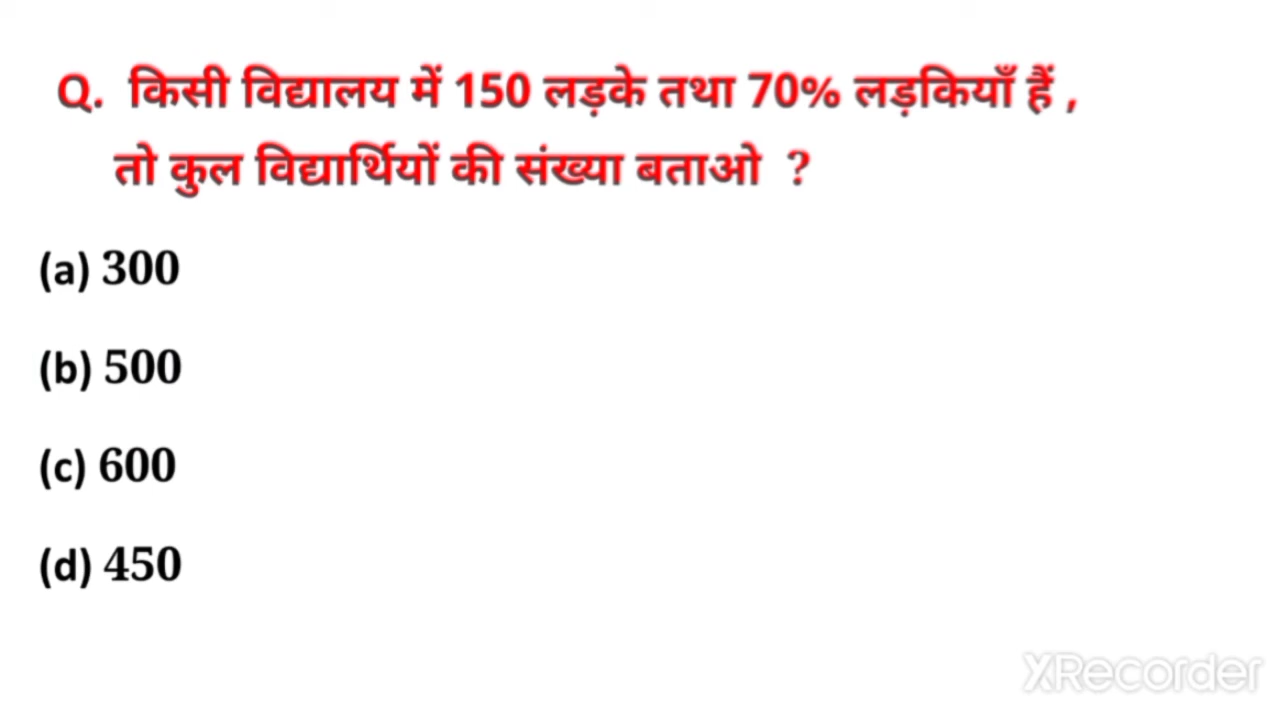 Q. किसी विद्यालय में 150 लड़के तथा 70% लड़कियाँ हैं ,
तो कुल विद्यार्थियों की संख्या बताओ ?
(a) 300
(b) 500
(c) 600
(d) 450
XRecorder